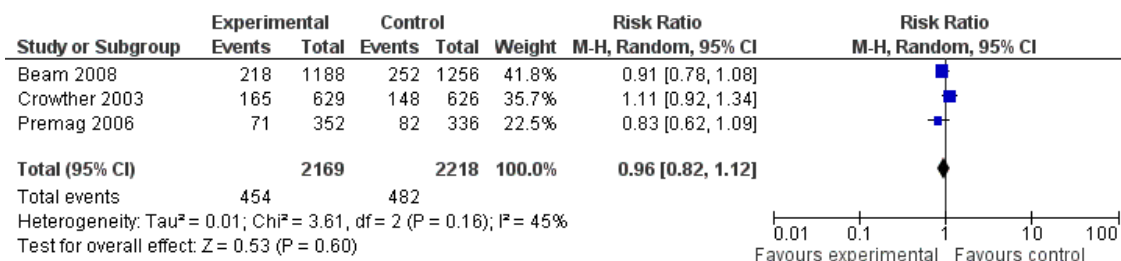 Experimental Control Risk Ratio Risk Ratio
Study or Subgroup Events Total Events Total Weight M-H, Random, 95% CI M-H, Random, 95% CI
Beam 2008 218 1188 252 1256 41.8% 0.91 [0.78, 1.08]
Crowther 2003 165 629 148 626 35.7% 1.11 [0.92, 1.34]
Premag 2006 71 352 82 336 22.5% 0.83 [0.62, 1.09]
Total (95% CI) 2169 2218 100.0% 0.96 [0.82, 1.12]
Total events 454 482
Heterogeneity: Tau² = 0.01; Chi² = 3.61, df = 2 (P = 0.16); I² = 45%
Test for overall effect: Z = 0.53 (P = 0.60)
0.01 0.1 1 10 100
Favours experimental Favours control